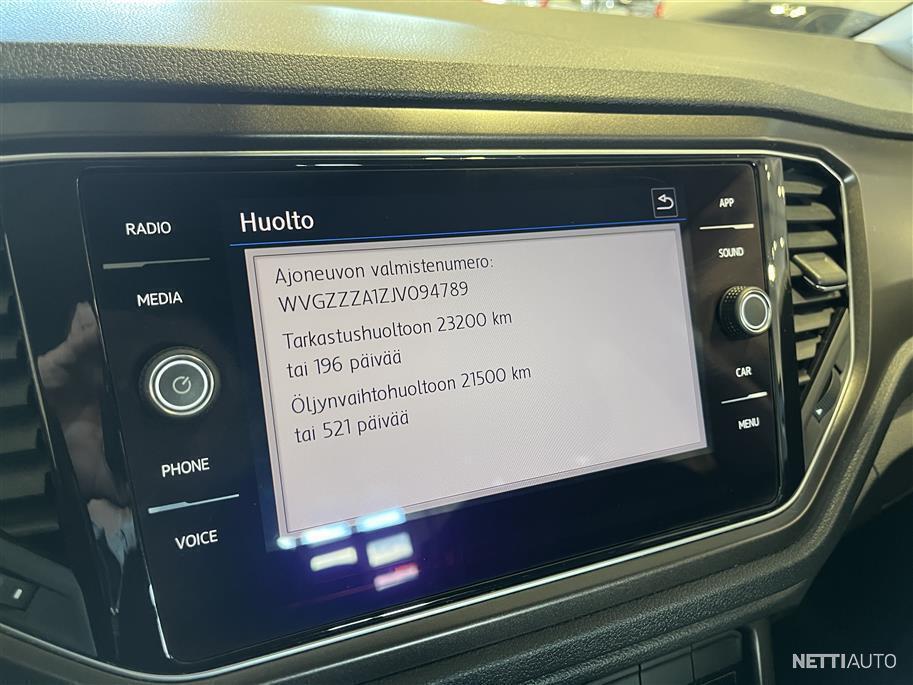 RADIO
MEDIA
PHONE
VOICE
Huolto
Ajoneuvon valmistenumero:
WVGZZZA1ZJV094789
Tarkastushuoltoon 23200 km
tai 196 päivää
Öljynvaihtohuoltoon 21500 km
tai 521 päivää
APP
SOUND
CAR
MENU
NETTIAUTO